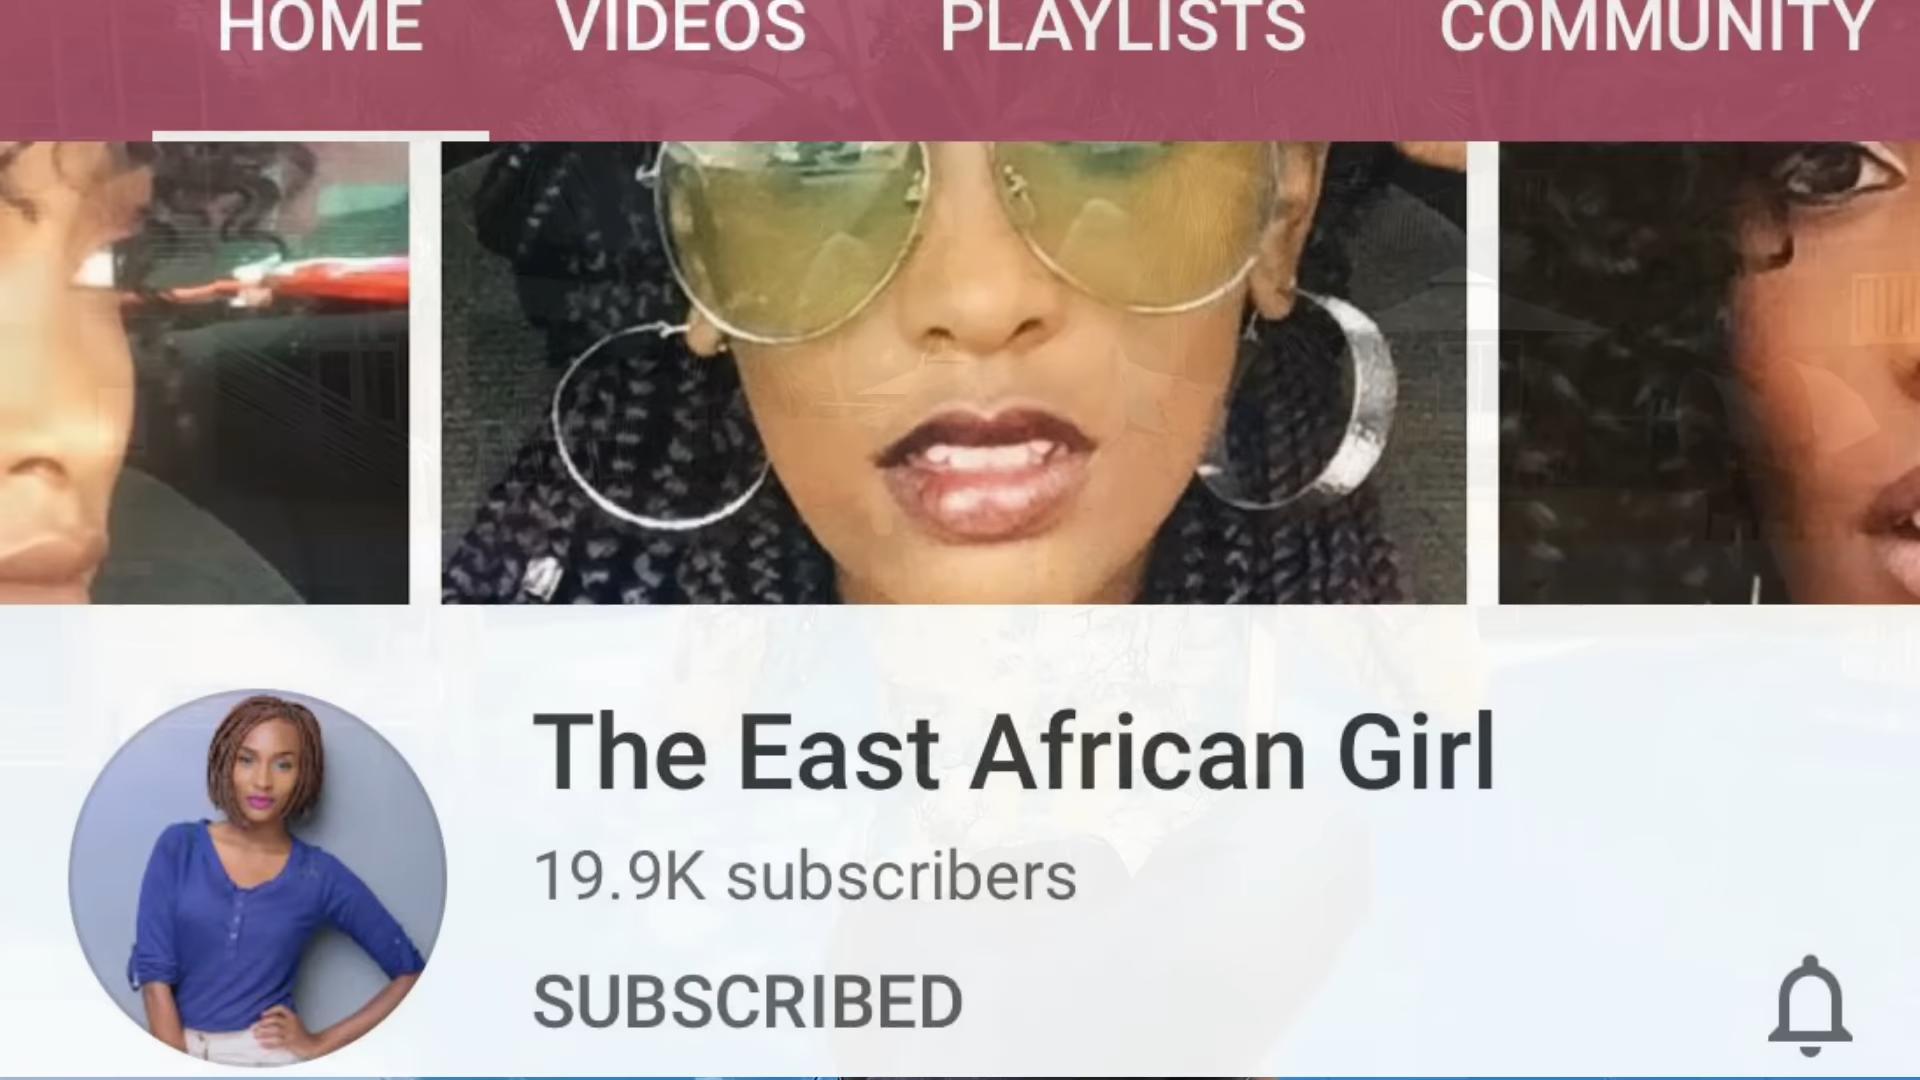 HOME VIDEOS PLAYLISTS COMMUNITY
The East African Girl
19.9K subscribers
SUBSCRIBED